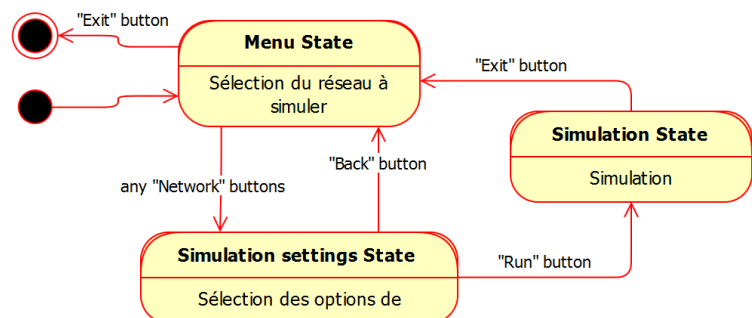 "Exit" button
Menu State
Sélection du réseau à
simuler
"Exit" button
Simulation State
Simulation
"Back" button
any "Network" buttons
Simulation settings State
Sélection des options de
"Run" button